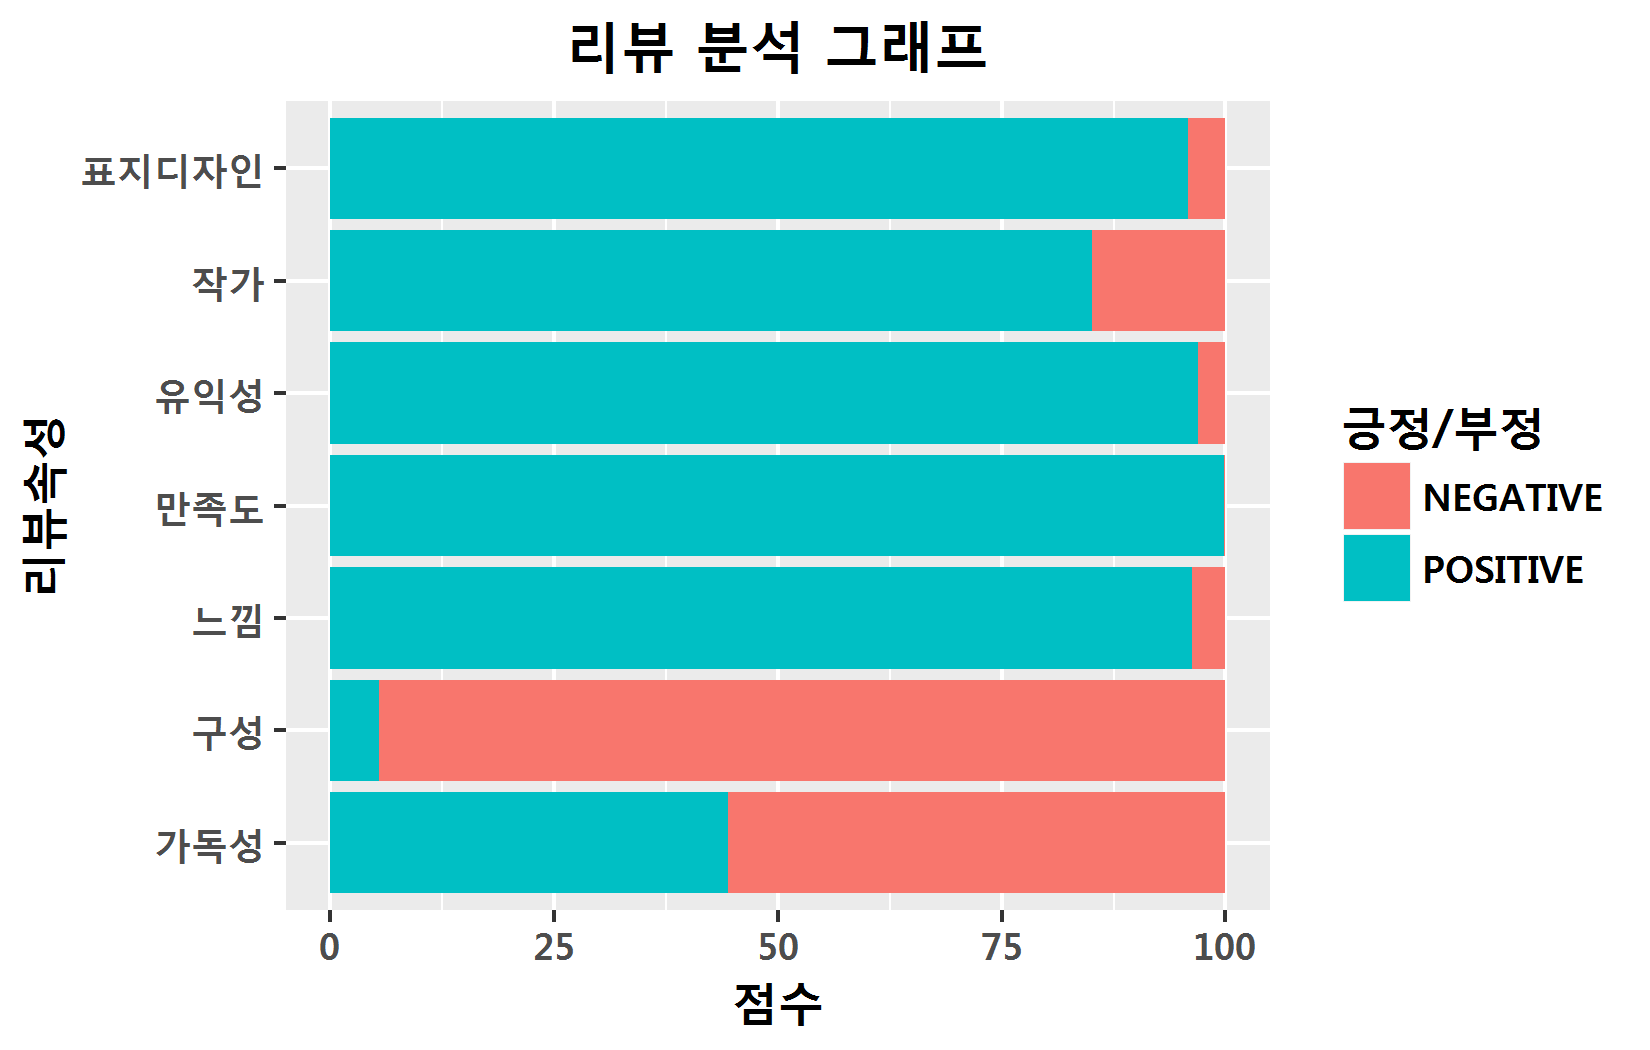 리뷰 분석 그래프
리뷰속성
표지디자인
작가
유익성
만족도
느낌
구성
가독성
0 25 50 75 100
점수
긍정/부정
NEGATIVE
POSITIVE